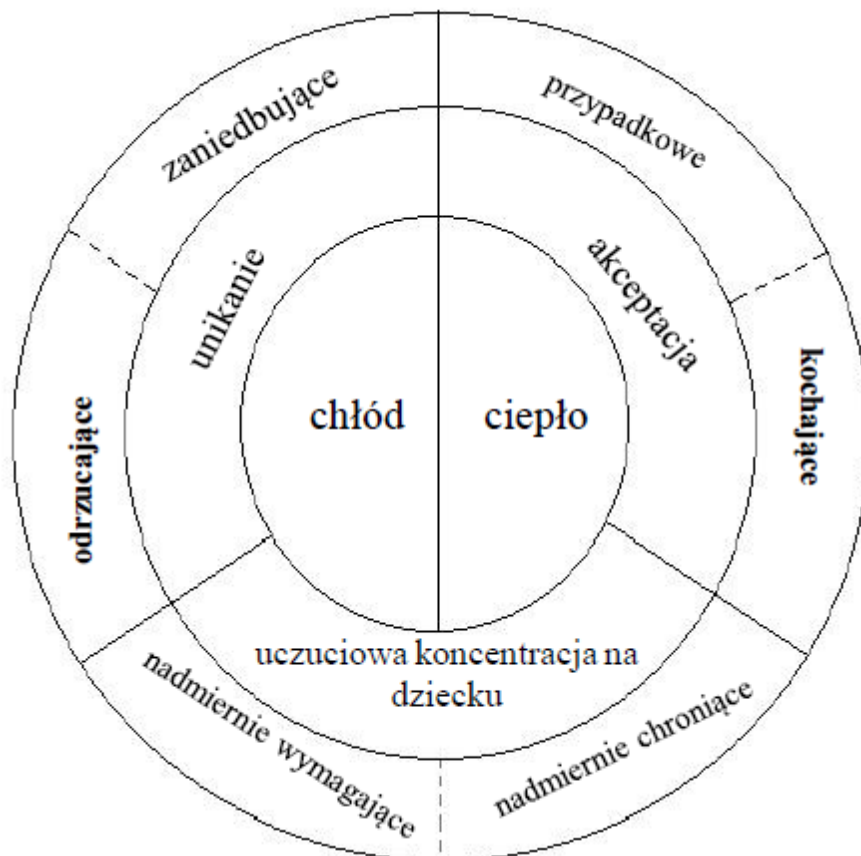 zaniedbujące
przypadkowe
unikanie
akceptacja
chłód
ciepło
odrzucające
kochające
uczuciowa koncentracja na
dziecku
nadmiernie wymagające
nadmiernie chroniące